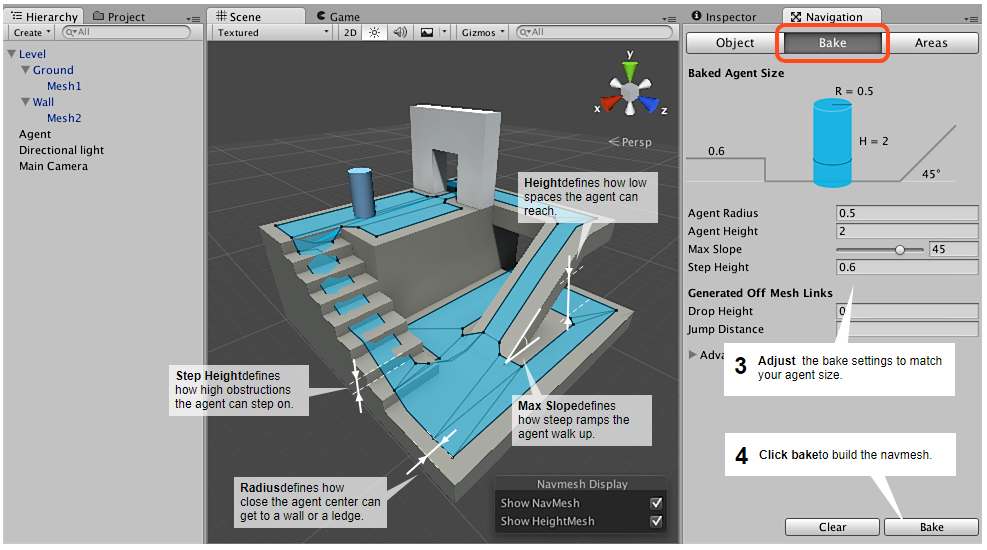 Hierarchy
Project
Create
All
Level
Ground
Mesh1
Wall
Mesh2
Agent
Directional light
Main Camera
Scene
Game
Textured
2D
Gizmos
All
y
x
z
Persp
Heightdefines how low
spaces the agent can
reach.
Step Heightdefines
how high obstructions
the agent can step on.
Max Slopedefines
how steep ramps the
agent walk up.
Radiusdefines how
close the agent center can
get to a wall or a ledge.
Navmesh Display
Show NavMesh
Show HeightMesh
Inspector
Navigation
Object
Bake
Areas
Baked Agent Size
R = 0.5
0.6
H = 2
45°
Agent Radius 0.5
Agent Height 2
Max Slope 45
Step Height 0.6
Generated Off Mesh Links
Drop Height
Jump Distance
3 Adjust the bake settings to match
your agent size.
4 Click baketo build the navmesh.
Clear
Bake